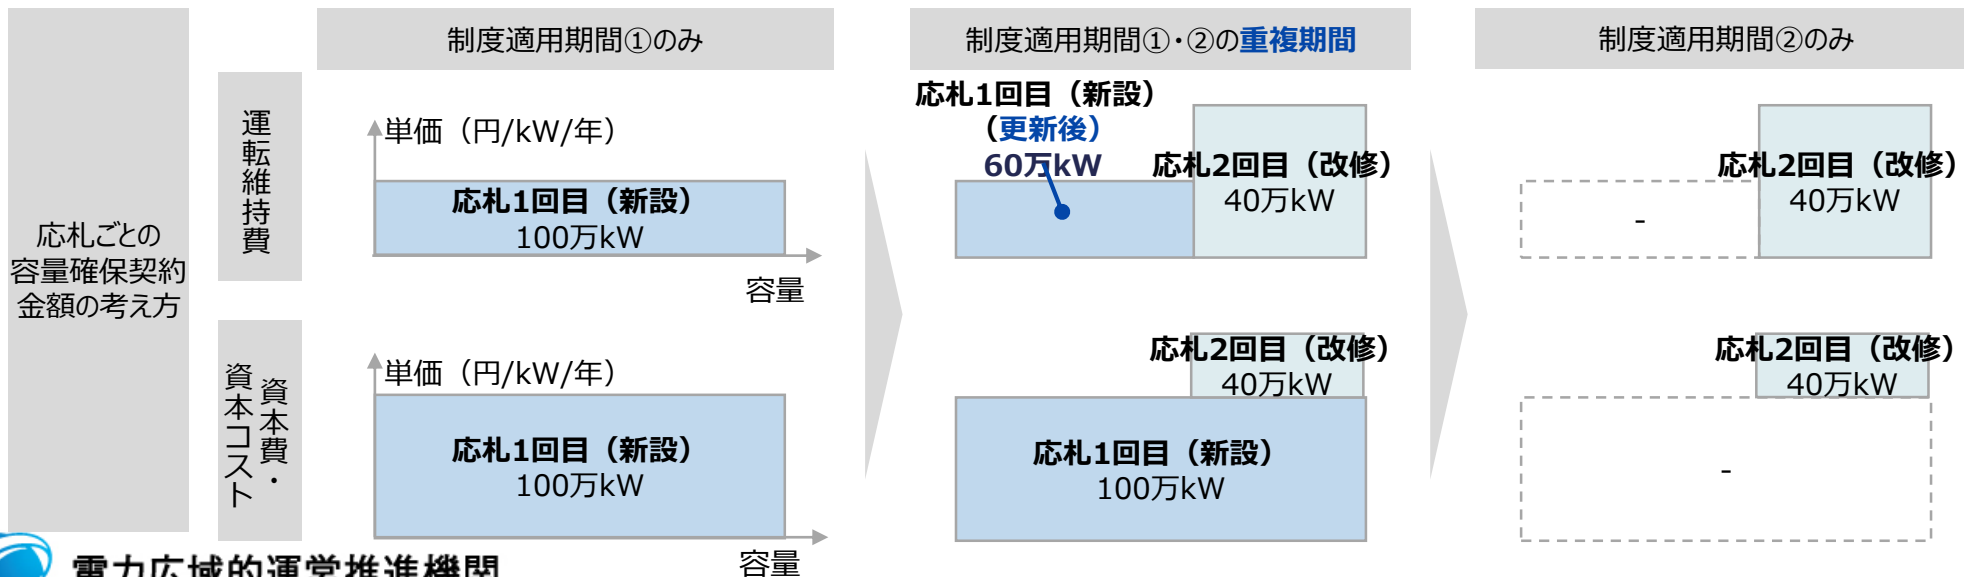 制度適用期間①のみ
制度適用期間①・②の重複期間
制度適用期間②のみ
応札ごとの
容量確保契約
金額の考え方
運転維持費
単価（円/kW/年）
応札1回目（新設）
100万kW
容量
応札1回目（新設）
（更新後）
60万kW
応札2回目（改修）
40万kW
-
応札2回目（改修）
40万kW
資本費・
資本コスト
単価（円/kW/年）
応札1回目（新設）
100万kW
容量
応札2回目（改修）
40万kW
応札1回目（新設）
100万kW
応札2回目（改修）
40万kW
-
電力広域的運営推進機関